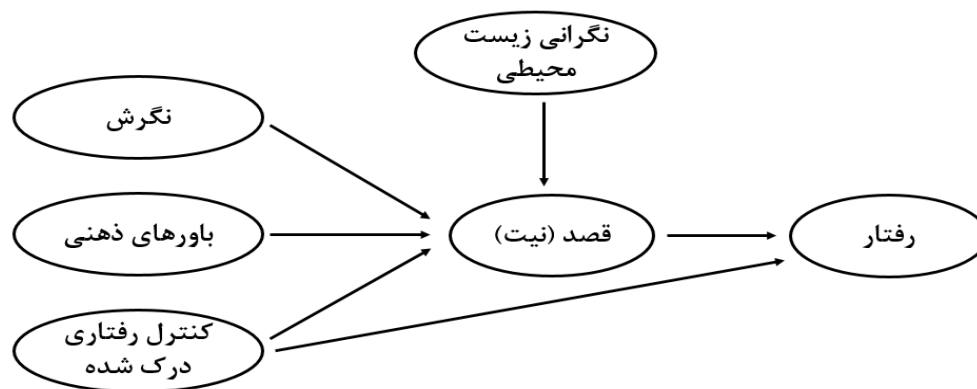 نگرانی زیست
محیطی
نگرش
باورهای ذهنی
قصد (نیت)
رفتار
کنترل رفتاری
درک شده